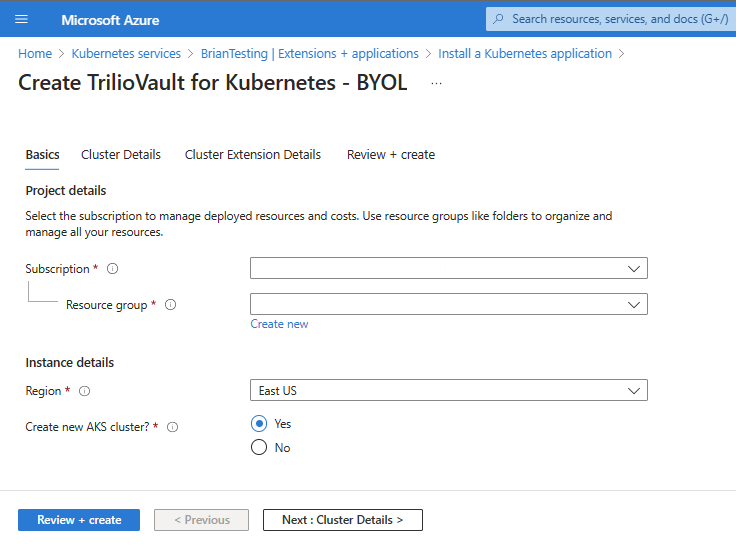 Microsoft Azure
Search resources, services, and docs (G+/)
Home > Kubernetes services > BrianTesting | Extensions + applications > Install a Kubernetes application >
Create TrilioVault for Kubernetes - BYOL ...
Basics Cluster Details Cluster Extension Details Review + create
Project details
Select the subscription to manage deployed resources and costs. Use resource groups like folders to organize and
manage all your resources.
Subscription *
Resource group *
Create new
Instance details
Region * East US
Create new AKS cluster? * Yes
No
Review + create < Previous Next : Cluster Details >